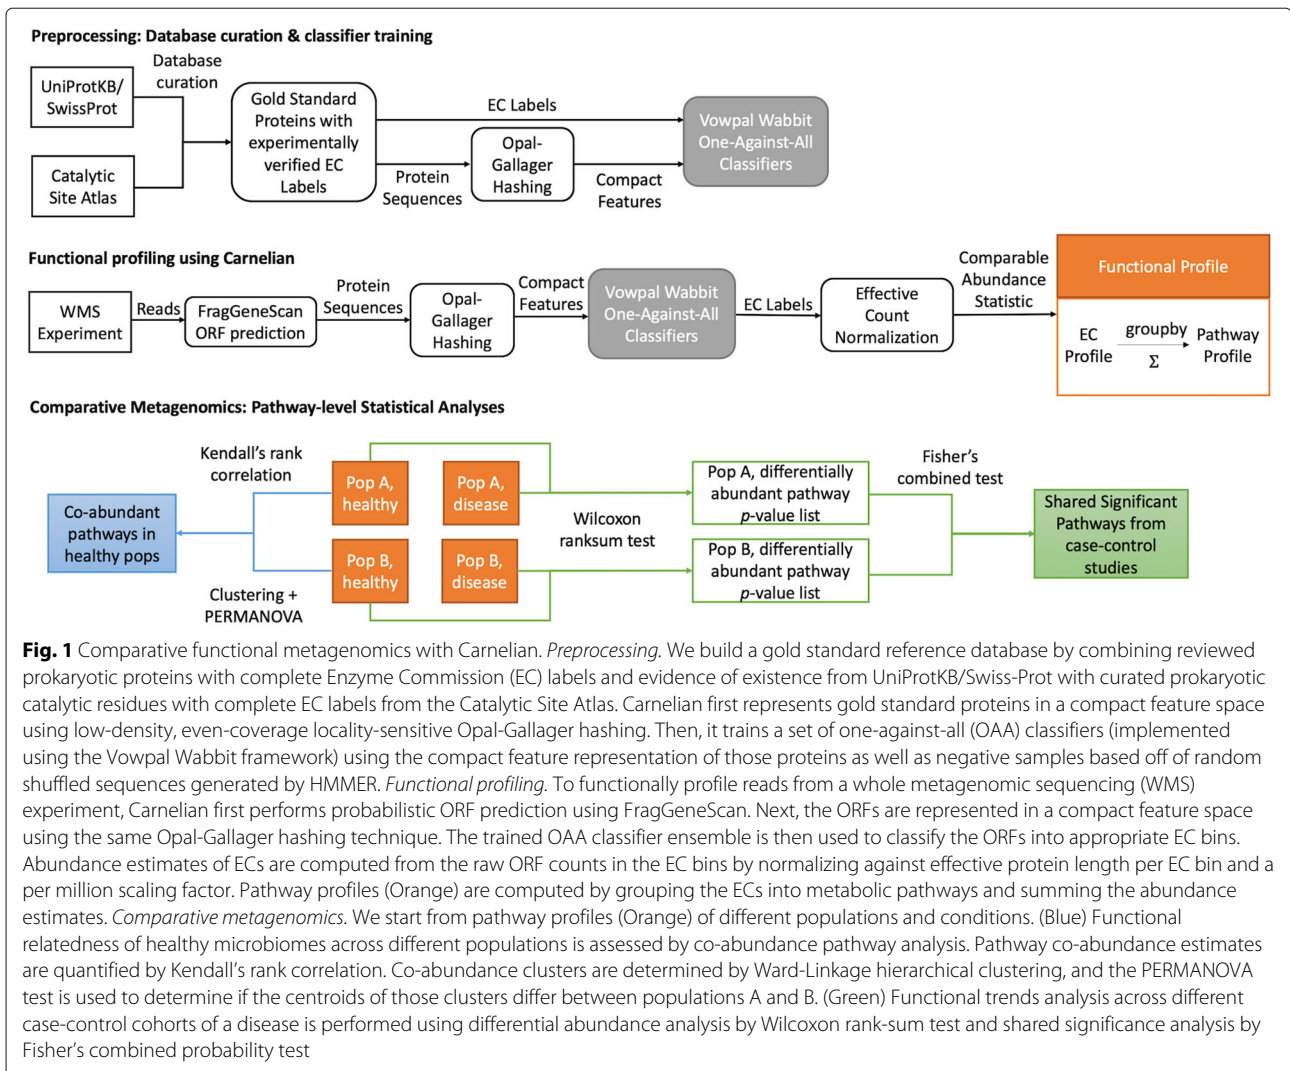 Preprocessing: Database curation & classifier training
UniProtKB/
SwissProt
Database
curation
Catalytic
Site Atlas
Gold Standard
Proteins with
experimentally
verified EC
Labels
EC Labels
Protein
Sequences
Opal-
Gallager
Hashing
Compact
Features
Vowpal Wabbit
One-Against-All
Classifiers
Functional profiling using Carnelian
WMS
Experiment
Reads
FragGeneScan
ORF prediction
Protein
Sequences
Opal-
Gallager
Hashing
Compact
Features
Vowpal Wabbit
One-Against-All
Classifiers
EC Labels
Effective
Count
Normalization
Comparable
Abundance
Statistic
Functional Profile
EC
Profile
groupby
Σ
Pathway
Profile
Comparative Metagenomics: Pathway-level Statistical Analyses
Co-abundant
pathways in
healthy pops
Kendall's rank
correlation
Clustering +
PERMANOVA
Pop A,
healthy
Pop A,
disease
Pop B,
healthy
Pop B,
disease
Wilcoxon
ranksum test
Pop A, differentially
abundant pathway
p-value list
Pop B, differentially
abundant pathway
p-value list
Fisher's
combined test
Shared Significant
Pathways from
case-control
studies
Fig. 1 Comparative functional metagenomics with Carnelian. Preprocessing. We build a gold standard reference database by combining reviewed
prokaryotic proteins with complete Enzyme Commission (EC) labels and evidence of existence from UniProtKB/Swiss-Prot with curated prokaryotic
catalytic residues with complete EC labels from the Catalytic Site Atlas. Carnelian first represents gold standard proteins in a compact feature space
using low-density, even-coverage locality-sensitive Opal-Gallager hashing. Then, it trains a set of one-against-all (OAA) classifiers (implemented
using the Vowpal Wabbit framework) using the compact feature representation of those proteins as well as negative samples based off of random
shuffled sequences generated by HMMER. Functional profiling. To functionally profile reads from a whole metagenomic sequencing (WMS)
experiment, Carnelian first performs probabilistic ORF prediction using FragGeneScan. Next, the ORFs are represented in a compact feature space
using the same Opal-Gallager hashing technique. The trained OAA classifier ensemble is then used to classify the ORFs into appropriate EC bins.
Abundance estimates of ECs are computed from the raw ORF counts in the EC bins by normalizing against effective protein length per EC bin and a
per million scaling factor. Pathway profiles (Orange) are computed by grouping the ECs into metabolic pathways and summing the abundance
estimates. Comparative metagenomics. We start from pathway profiles (Orange) of different populations and conditions. (Blue) Functional
relatedness of healthy microbiomes across different populations is assessed by co-abundance pathway analysis. Pathway co-abundance estimates
are quantified by Kendall's rank correlation. Co-abundance clusters are determined by Ward-Linkage hierarchical clustering, and the PERMANOVA
test is used to determine if the centroids of those clusters differ between populations A and B. (Green) Functional trends analysis across different
case-control cohorts of a disease is performed using differential abundance analysis by Wilcoxon rank-sum test and shared significance analysis by
Fisher's combined probability test